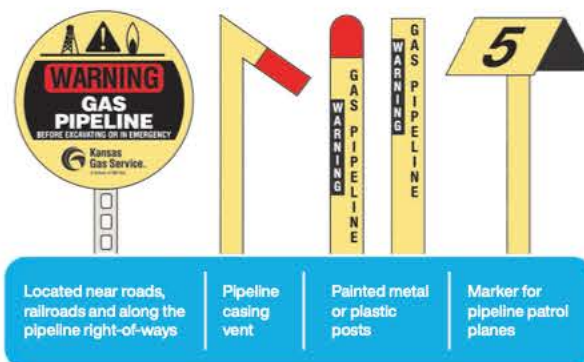 WARNING
GAS
PIPELINE
BEFORE EXCAVATING OR IN EMERGENCY
Kansas
Gas Service
WARNING
GAS PIPELINE
WARNING
GAS PIPELINE
5
Located near roads,
railroads and along the
pipeline right-of-ways
Pipeline
casing
vent
Painted metal
or plastic
posts
Marker for
pipeline patrol
planes